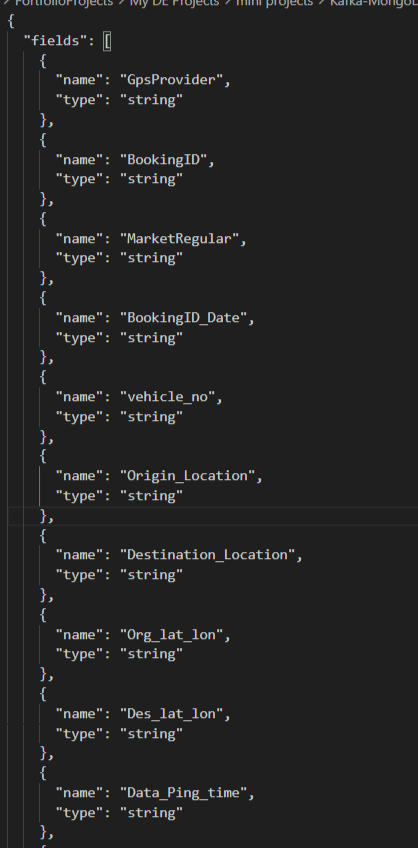 > PortfolioProjects > My DE Projects > mini projects > Kafka-MongoD
{
"fields": [
{
"name": "GpsProvider",
"type": "string"
},
{
"name": "BookingID",
"type": "string"
},
{
"name": "MarketRegular",
"type": "string"
},
{
"name": "BookingID_Date",
"type": "string"
},
{
"name": "vehicle_no",
"type": "string"
},
{
"name": "Origin_Location",
"type": "string"
},
{
"name": "Destination_Location",
"type": "string"
},
{
"name": "Org_lat_lon",
"type": "string"
},
{
"name": "Des_lat_lon",
"type": "string"
},
{
"name": "Data_Ping_time",
"type": "string"
},
{